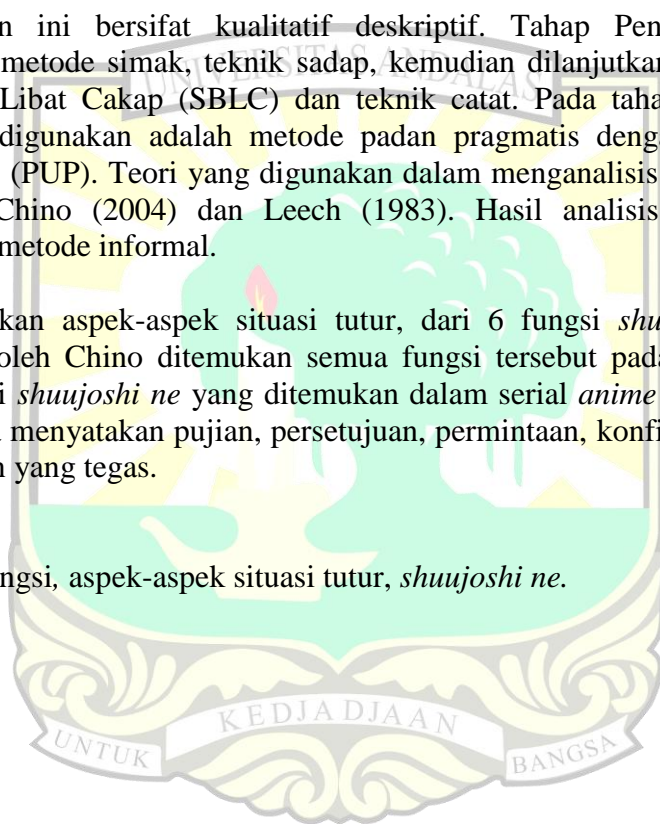 n ini bersifat kualitatif deskriptif. Tahap Pen
metode simak, teknik sadap, kemudian dilanjutkan
Libat Cakap (SBLC) dan teknik catat. Pada taha
digunakan adalah metode padan pragmatis denga
(PUP). Teori yang digunakan dalam menganalisis
Chino (2004) dan Leech (1983). Hasil analisis
metode informal.
kan aspek-aspek situasi tutur, dari 6 fungsi shu
oleh Chino ditemukan semua fungsi tersebut pada
i shuujoshi ne yang ditemukan dalam serial anime
menyatakan pujian, persetujuan, permintaan, konfi
n yang tegas.
ngsi, aspek-aspek situasi tutur, shuujoshi ne.
UNIVERSITAS ANDALAS
KEDJADJAAN
UNTUK BANGSA